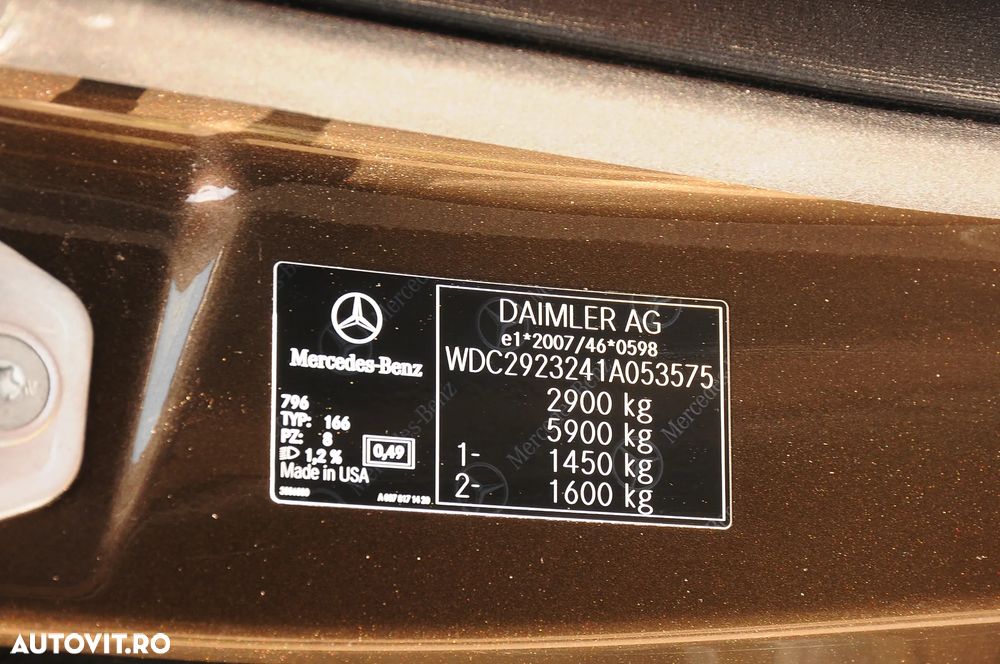 Mercedes-Benz
796
TYP: 166
PZ: 8
1,2 %
0,49
Made in USA
DAIMLER AG
e1*2007/46*0598
WDC2923241A053575
2900 kg
5900 kg
1- 1450 kg
2- 1600 kg
AUTOVIT.RO